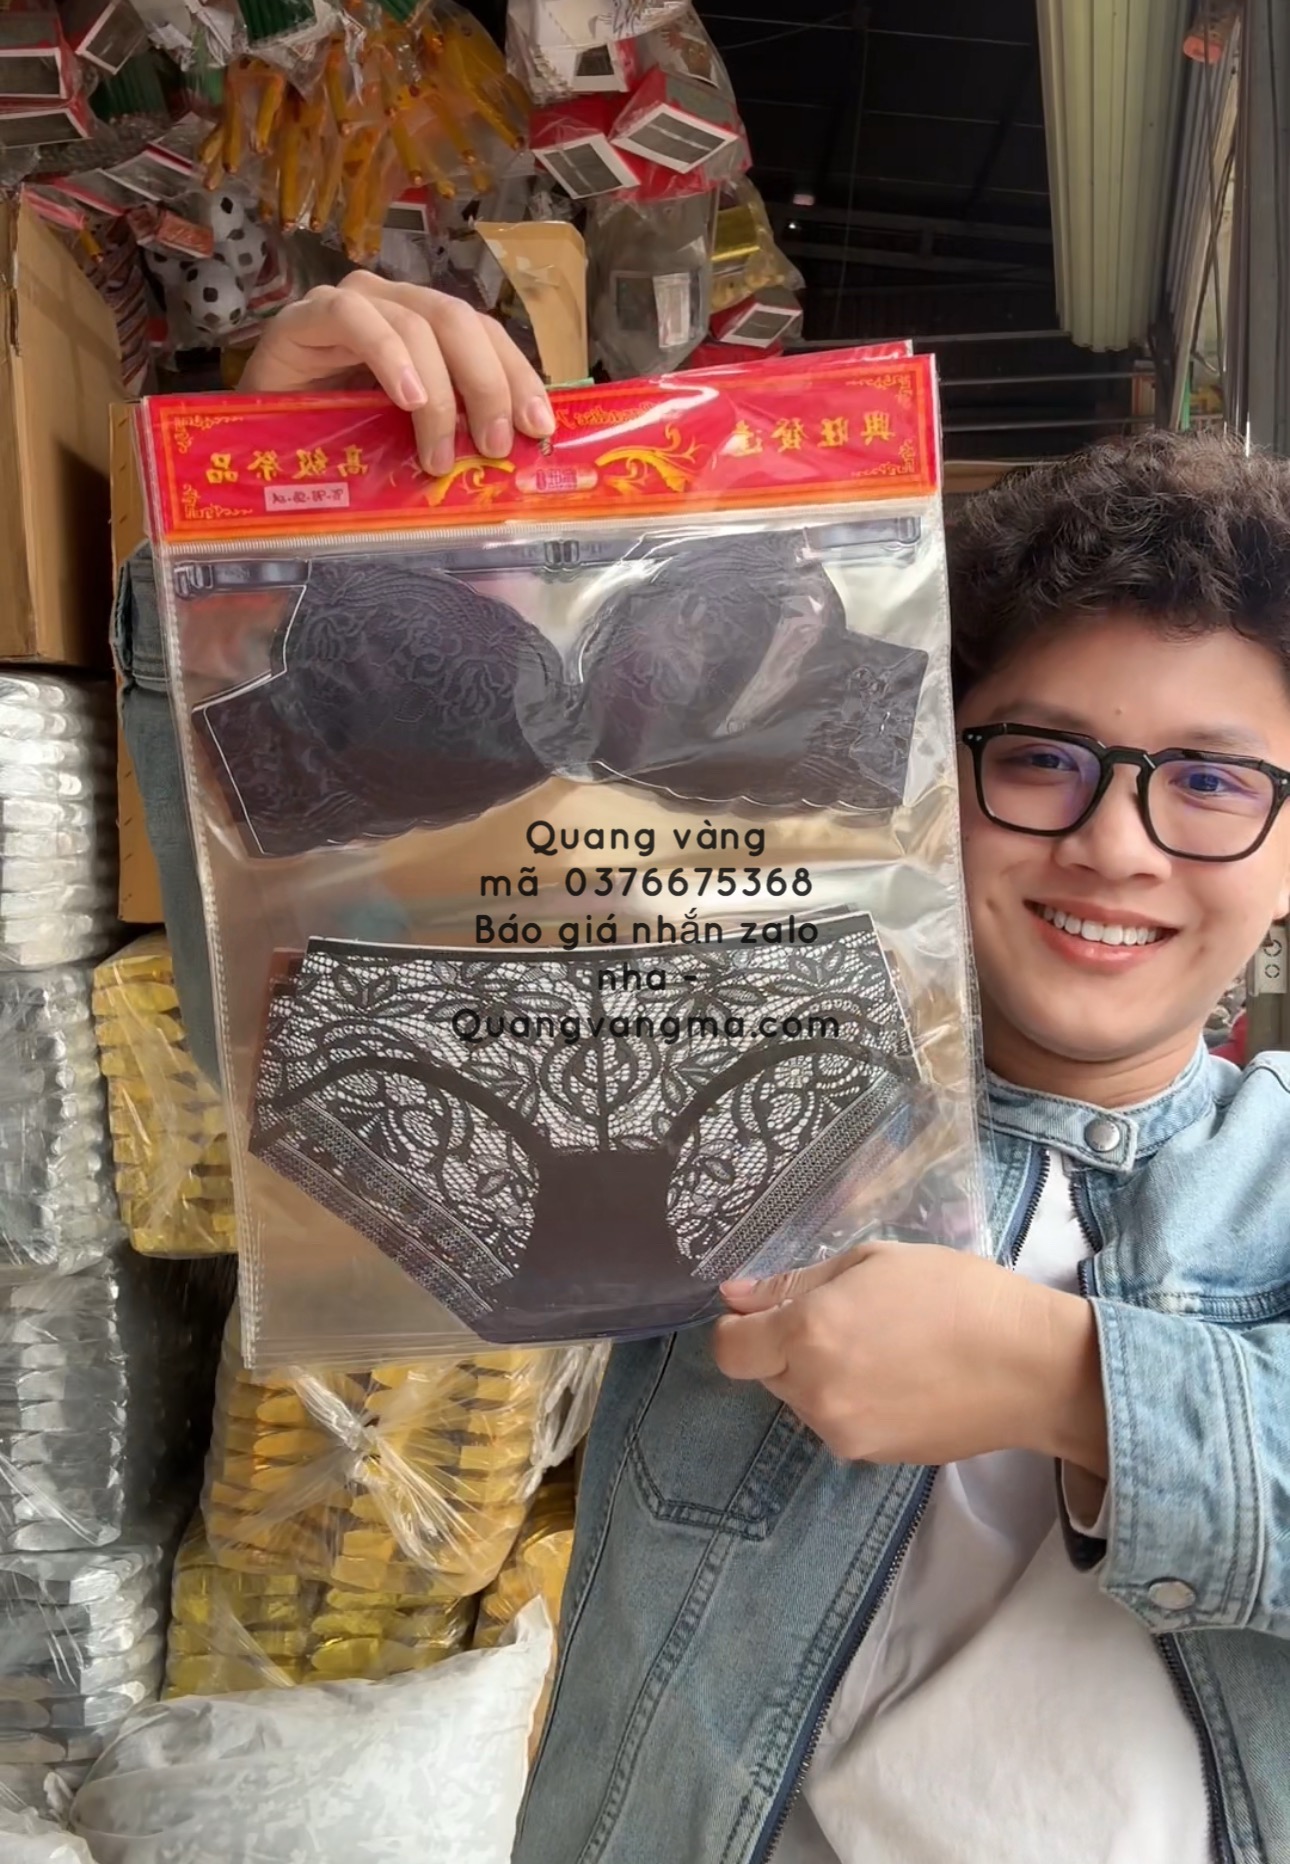 興旺發達
高級祭品
Quang vàng
mã 0376675368
Báo giá nhắn zalo
nha -
Quangvangma.com